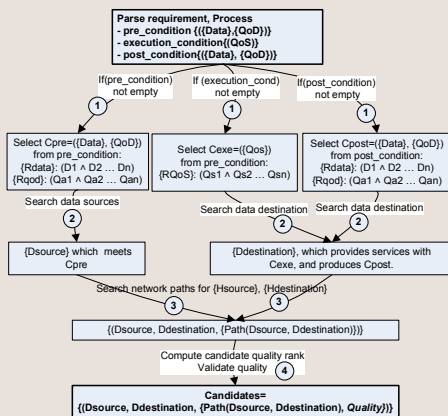 Parse requirement, Process
- pre_condition {({Data},{QoD})}
- execution_condition{(QoS)}
- post_condition{({Data}, {QoD})}
If(pre_condition)
not empty
If (execution_cond)
not empty
If(post_condition)
not empty
1
1
1
Select Cpre=({Data}, {QoD})
from pre_condition:
{Rdata}: (D1 ^ D2 … Dn)
{Rqod}: (Qa1 ^ Qa2 … Qan)
Select Cexe=({Qos})
from pre_condition:
{RQoS}: (Qs1 ^ Qs2 … Qsn)
Select Cpost=({Data}, {QoD})
from post_condition:
{Rdata}: (D1 ^ D2 … Dn)
{Rqod}: (Qa1 ^ Qa2 … Qan)
Search data sources
2
Search data destination
2
Search data destination
2
{Dsource} which meets
Cpre
{Ddestination}, which provides services with
Cexe, and produces Cpost.
Search network paths for {Hsource}, {Hdestination}
3
3
{(Dsource, Ddestination, {Path(Dsource, Ddestination)})}
Compute candidate quality rank
Validate quality
4
Candidates=
{(Dsource, Ddestination, {Path(Dsource, Ddestination), Quality})}